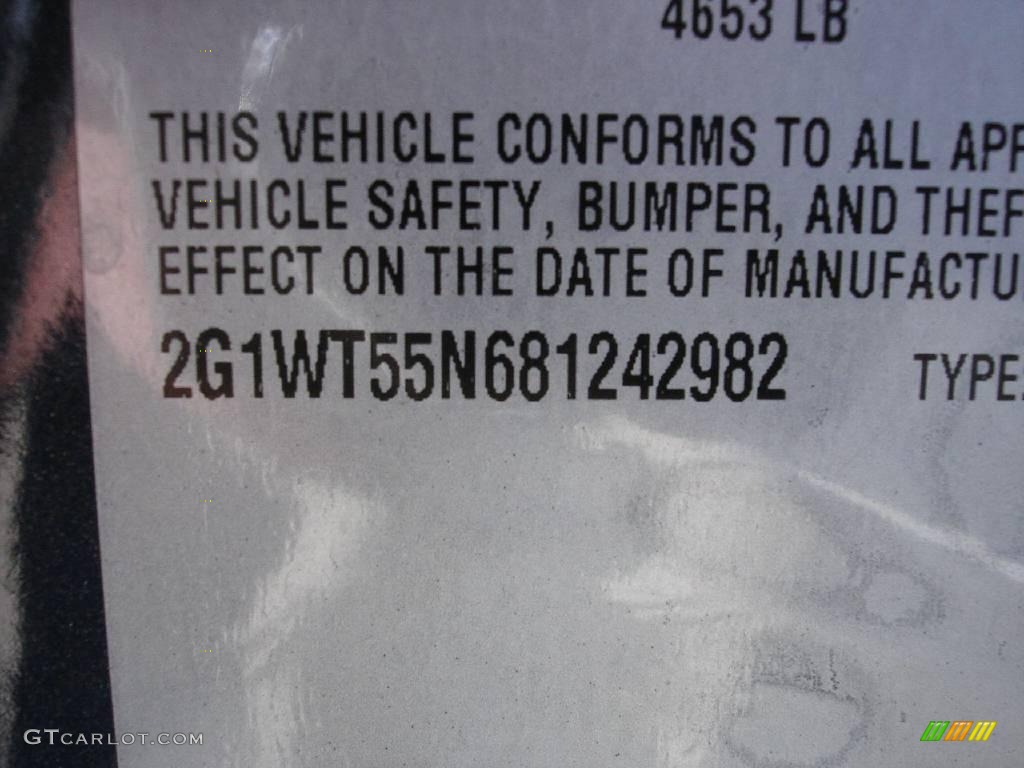 4653 LB
THIS VEHICLE CONFORMS TO ALL APP
VEHICLE SAFETY, BUMPER, AND THEF
EFFECT ON THE DATE OF MANUFACTU
2G1WT55N681242982 TYPE:
GTCARLOT.COM